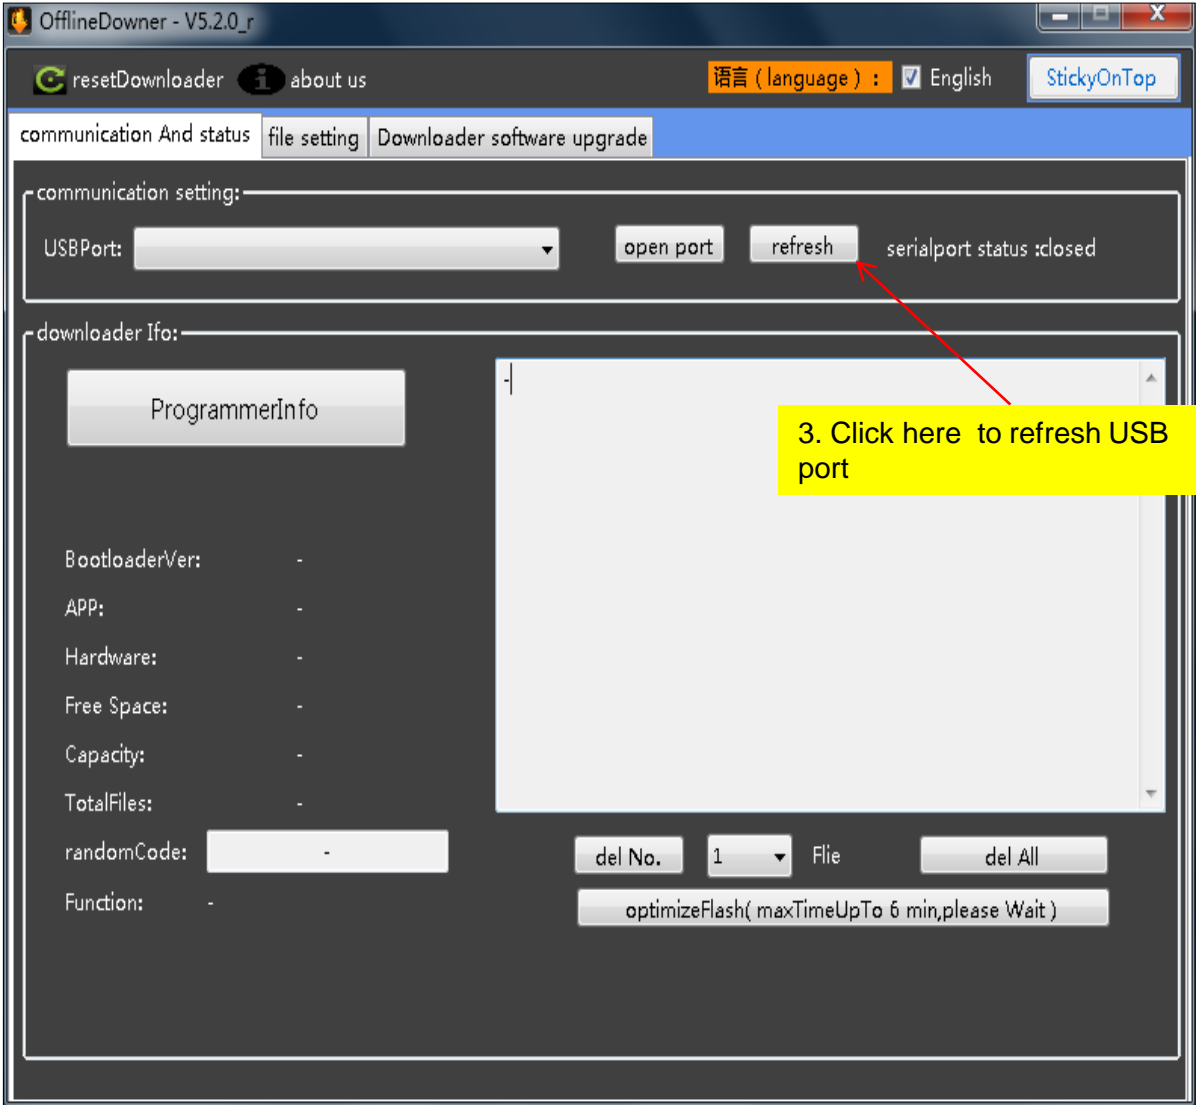 OfflineDowner - V5.2.0_r
X
resetDownloader i about us 语言 ( language ) : English StickyOnTop
communication And status file setting Downloader software upgrade
communication setting:
USBPort: open port refresh serialport status :closed
downloader Ifo:
-
ProgrammerInfo
3. Click here to refresh USB
port
BootloaderVer: -
APP: -
Hardware: -
Free Space: -
Capacity: -
TotalFiles: -
randomCode: -
del No. 1 Flie del All
Function: -
optimizeFlash( maxTimeUpTo 6 min,please Wait )